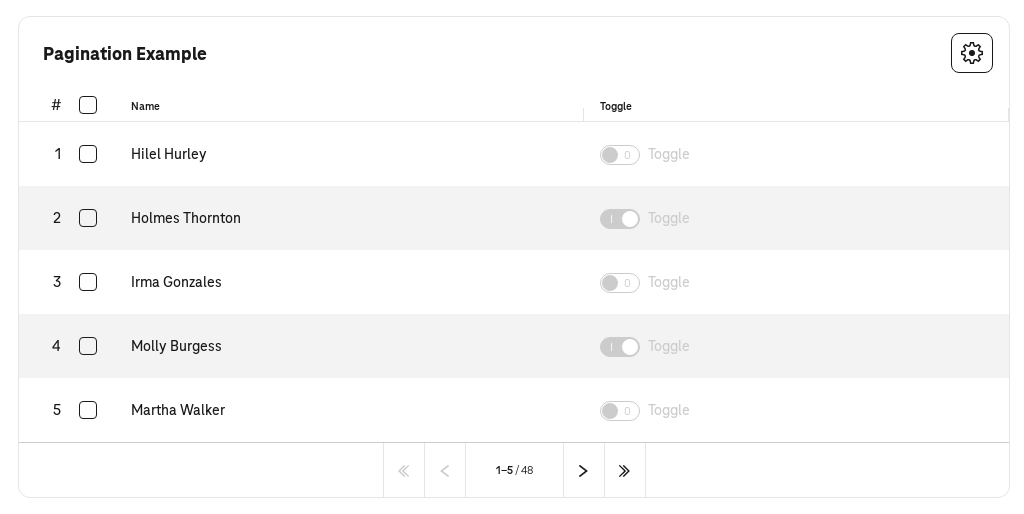 Pagination Example
# Name Toggle
1 Hilel Hurley 0 Toggle
2 Holmes Thornton I Toggle
3 Irma Gonzales 0 Toggle
4 Molly Burgess I Toggle
5 Martha Walker 0 Toggle
1–5 / 48